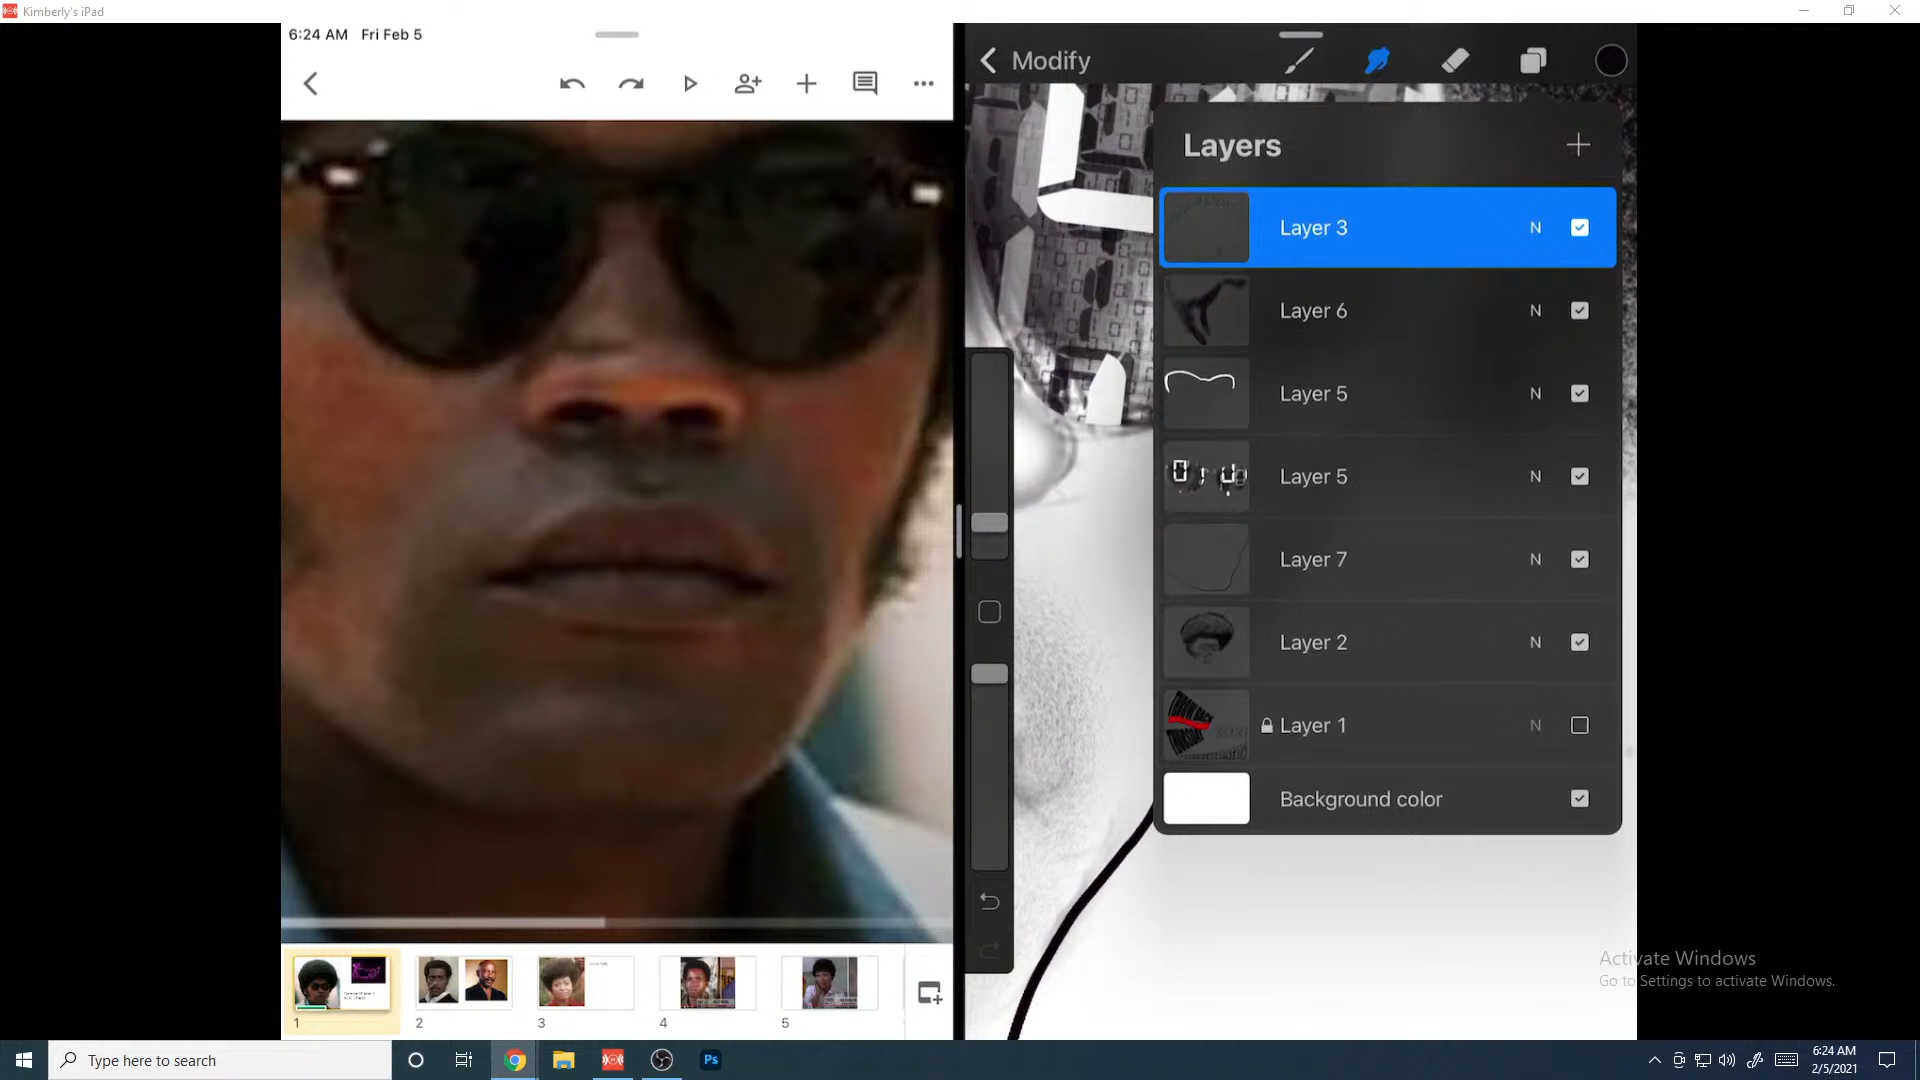 Kimberly's iPad
6:24 AM Fri Feb 5
Modify
Layers
Layer 3 N
Layer 6 N
Layer 5 N
Layer 5 N
Layer 7 N
Layer 2 N
Layer 1 N
Background color
1 2 3 4 5
Activate Windows
Go to Settings to activate Windows.
Type here to search
Ps
6:24 AM
2/5/2021